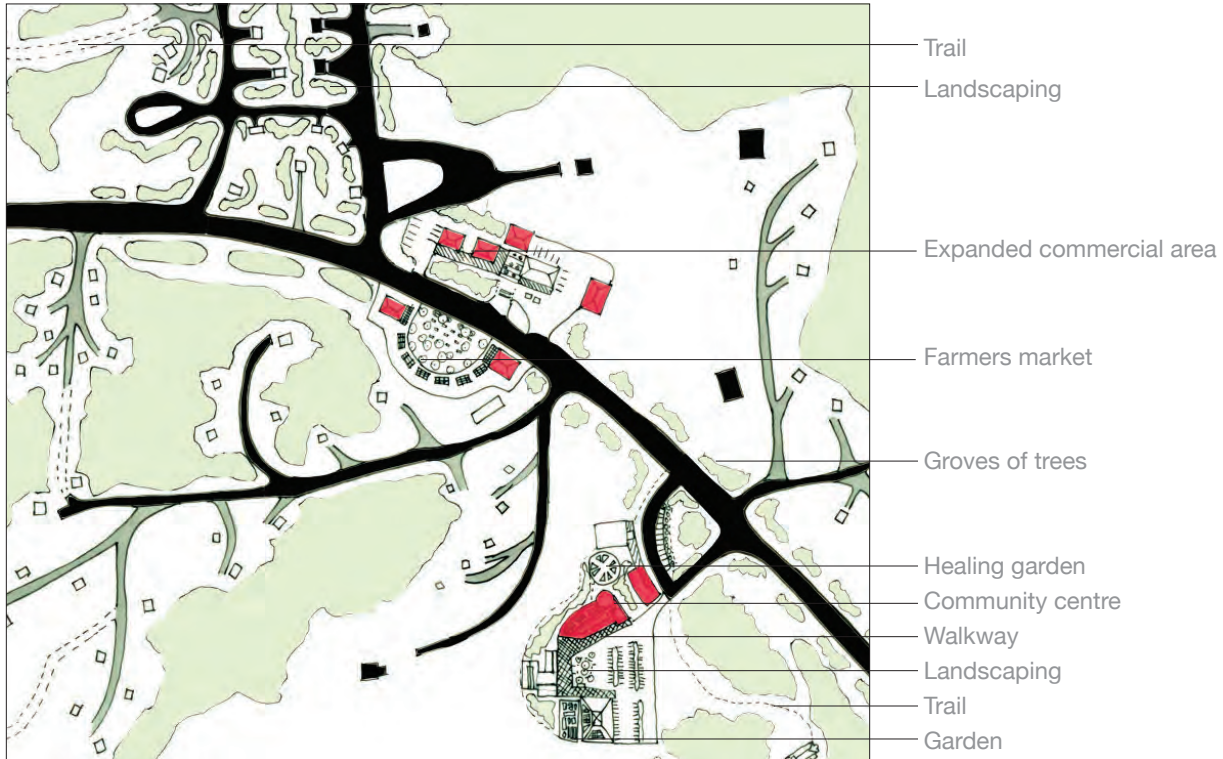 Trail
Landscaping
Expanded commercial area
Farmers market
Groves of trees
Healing garden
Community centre
Walkway
Landscaping
Trail
Garden